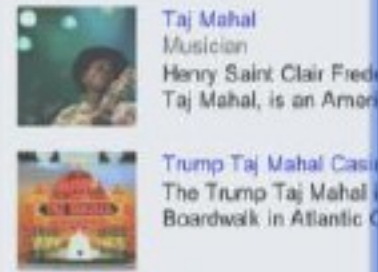 Taj Mahal
Musician
Henry Saint Clair Frede
Taj Mahal, is an Ameri
Trump Taj Mahal Casi
The Trump Taj Mahal
Boardwalk in Atlantic C